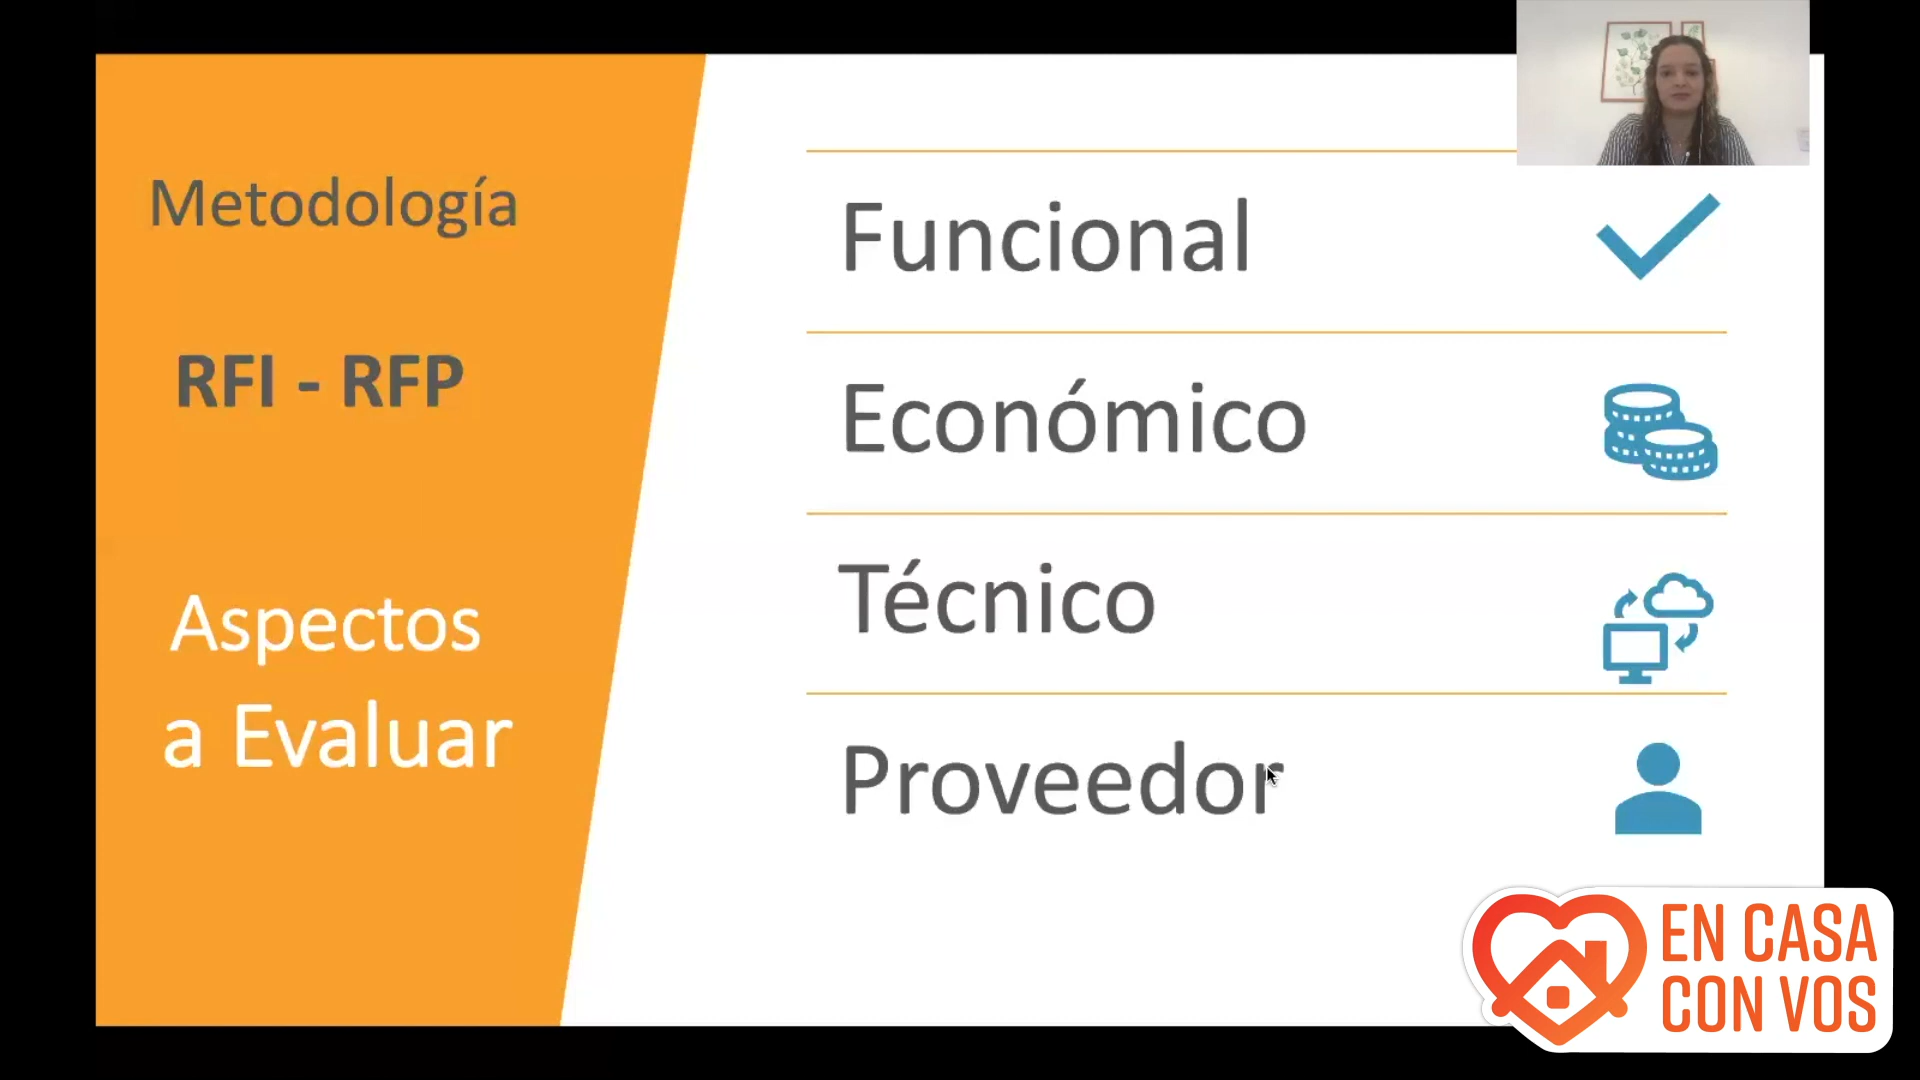 Metodología
RFI - RFP
Aspectos
a Evaluar
Funcional
Económico
Técnico
Proveedor
EN CASA
CON VOS